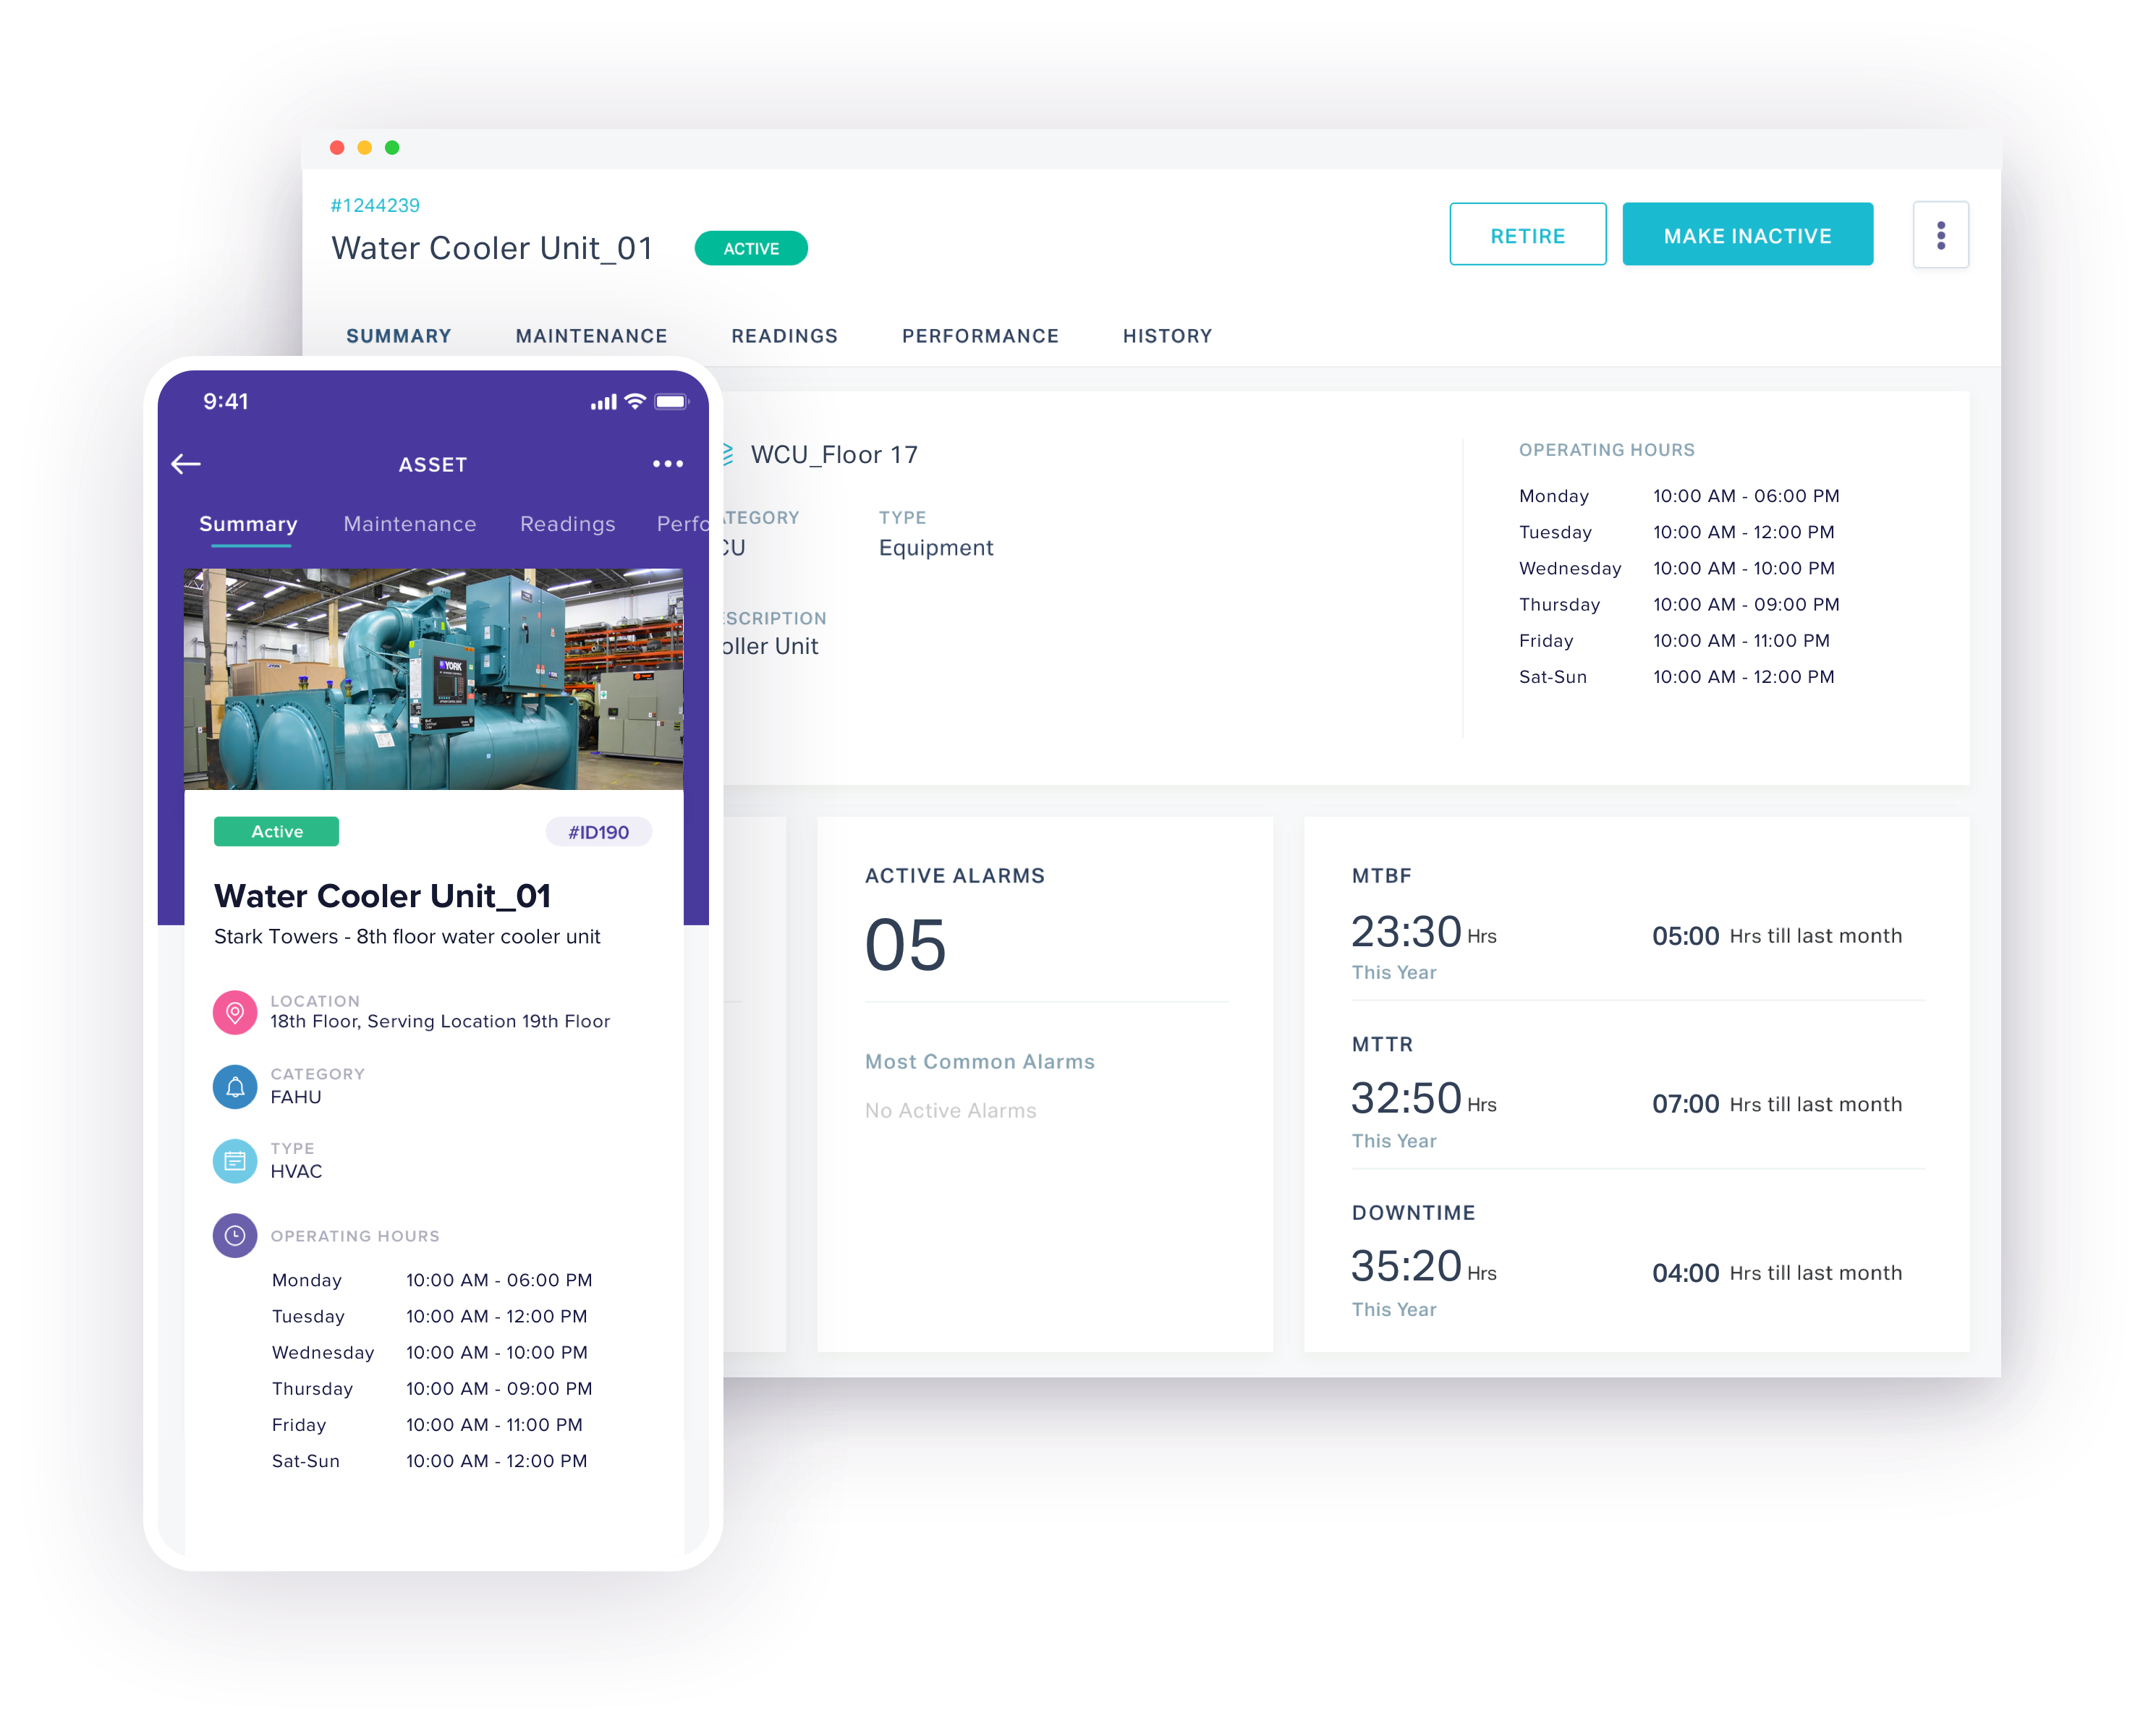 #1244239
Water Cooler Unit_01
ACTIVE
RETIRE
MAKE INACTIVE
SUMMARY MAINTENANCE READINGS PERFORMANCE HISTORY
WCU_Floor 17
TYPE
Equipment
Unit
OPERATING HOURS
Monday 10:00 AM - 06:00 PM
Tuesday 10:00 AM - 12:00 PM
Wednesday 10:00 AM - 10:00 PM
Thursday 10:00 AM - 09:00 PM
Friday 10:00 AM - 11:00 PM
Sat-Sun 10:00 AM - 12:00 PM
ACTIVE ALARMS
05
Most Common Alarms
No Active Alarms
MTBF
23:30 Hrs 05:00 Hrs till last month
This Year
MTTR
32:50 Hrs 07:00 Hrs till last month
This Year
DOWNTIME
35:20 Hrs 04:00 Hrs till last month
This Year
9:41
ASSET
Summary Maintenance Readings Perfo
YORK
Active #ID190
Water Cooler Unit_01
Stark Towers - 8th floor water cooler unit
LOCATION
18th Floor, Serving Location 19th Floor
CATEGORY
FAHU
TYPE
HVAC
OPERATING HOURS
Monday 10:00 AM - 06:00 PM
Tuesday 10:00 AM - 12:00 PM
Wednesday 10:00 AM - 10:00 PM
Thursday 10:00 AM - 09:00 PM
Friday 10:00 AM - 11:00 PM
Sat-Sun 10:00 AM - 12:00 PM